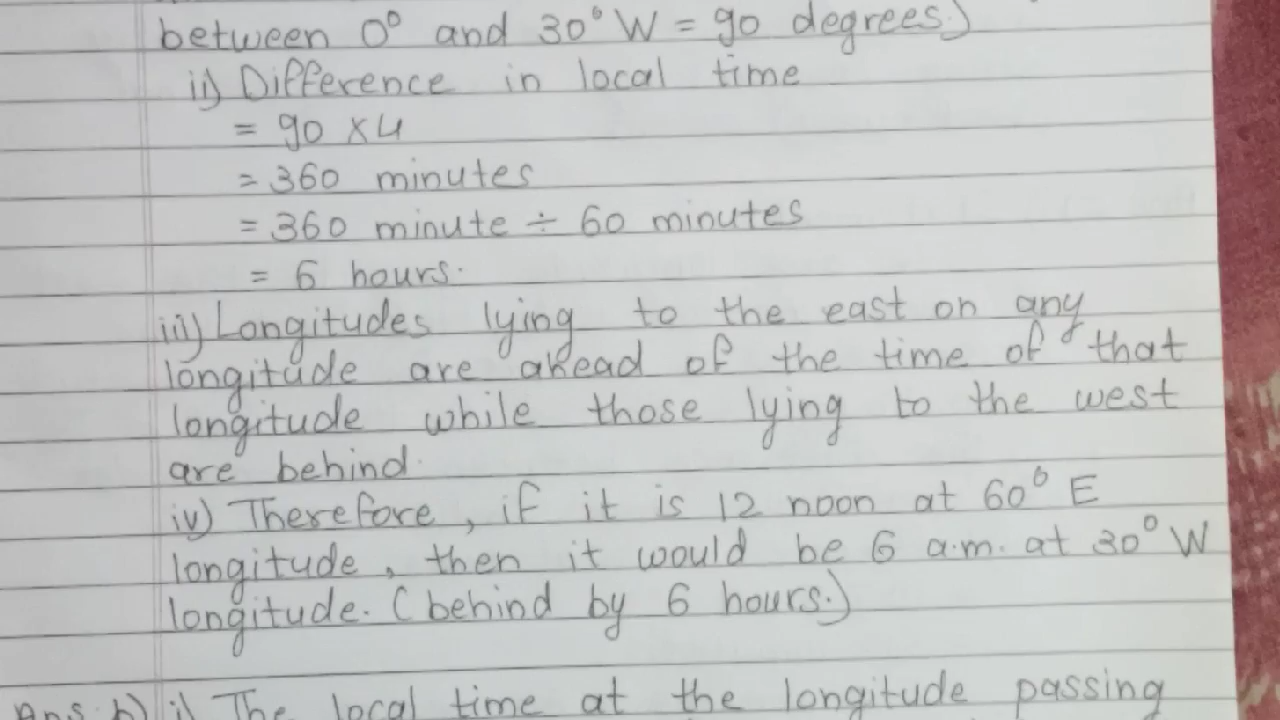 between 0° and 30° W = 90 degrees.)
ii) Difference in local time
= 90 x 4
= 360 minutes
= 360 minute ÷ 60 minutes
= 6 hours.
iii) Longitudes lying to the east on any
longitude are ahead of the time of that
longitude while those lying to the west
are behind.
iv) Therefore, if it is 12 noon at 60° E
longitude, then it would be 6 a.m. at 30° W
longitude. (behind by 6 hours.)
Ans b) i) The local time at the longitude passing